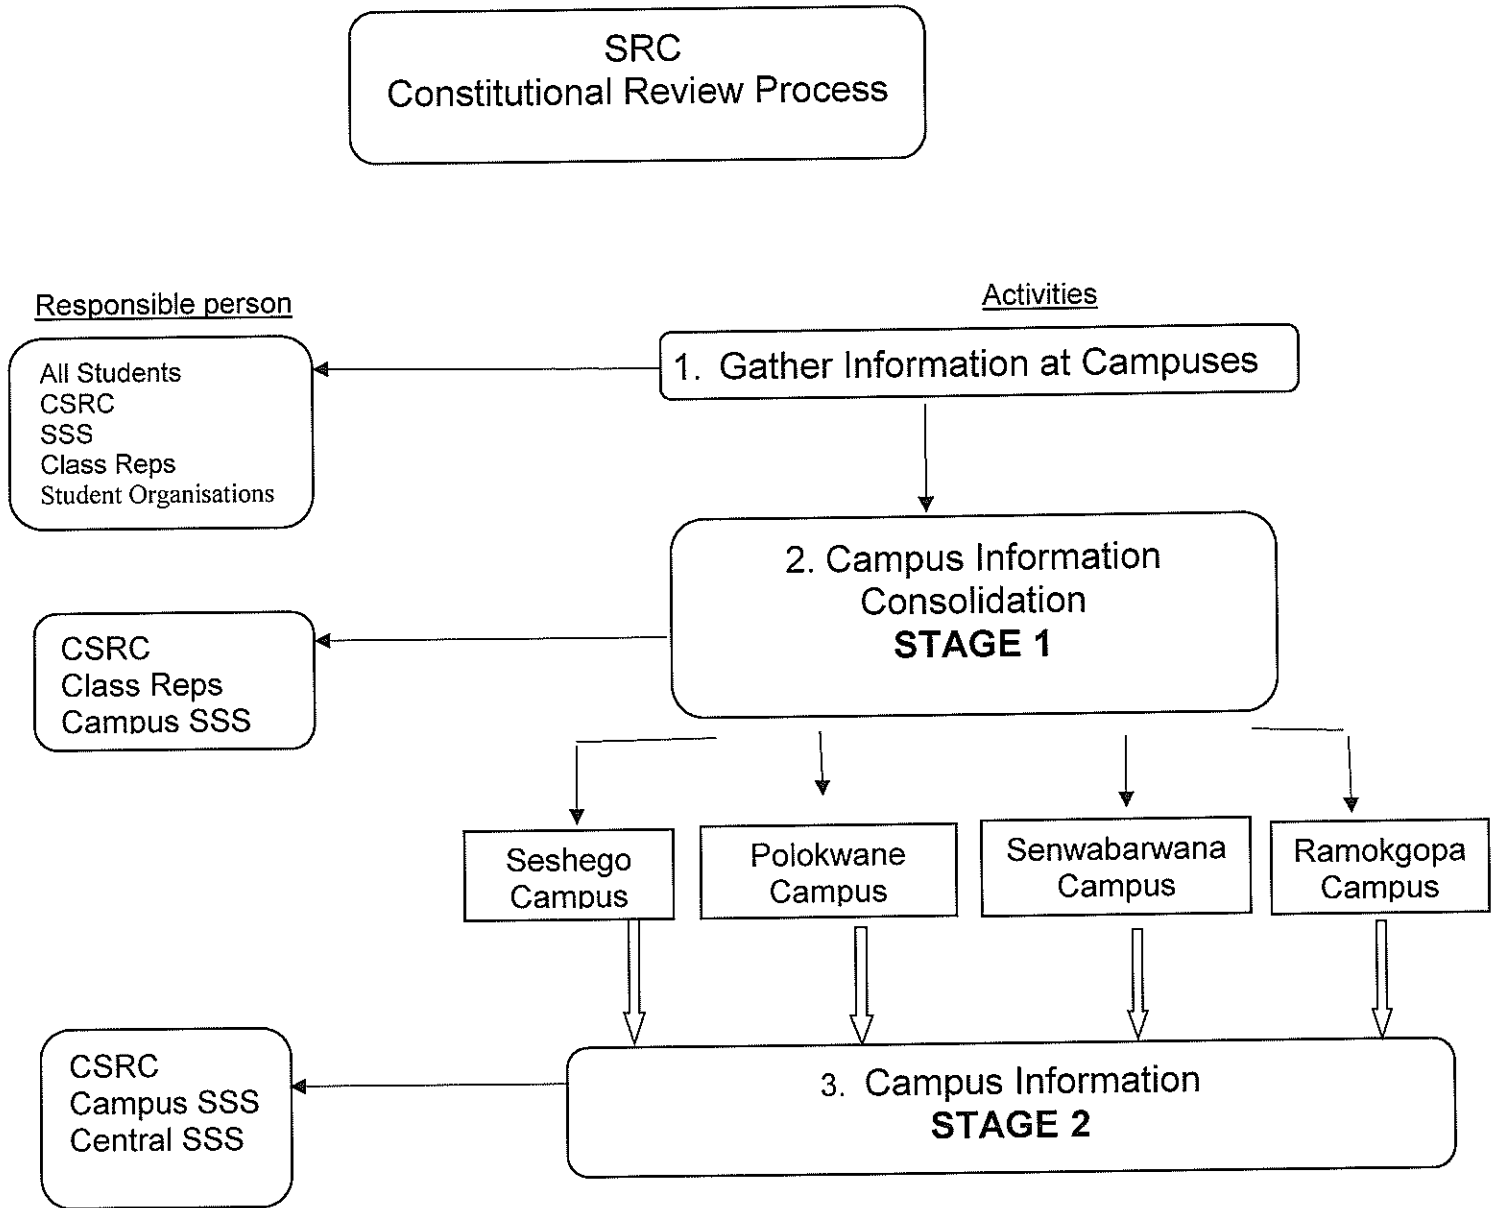 SRC
Constitutional Review Process
Responsible person
Activities
All Students
CSRC
SSS
Class Reps
Student Organisations
1. Gather Information at Campuses
2. Campus Information
Consolidation
STAGE 1
CSRC
Class Reps
Campus SSS
Seshego
Campus
Polokwane
Campus
Senwabarwana
Campus
Ramokgopa
Campus
CSRC
Campus SSS
Central SSS
3. Campus Information
STAGE 2